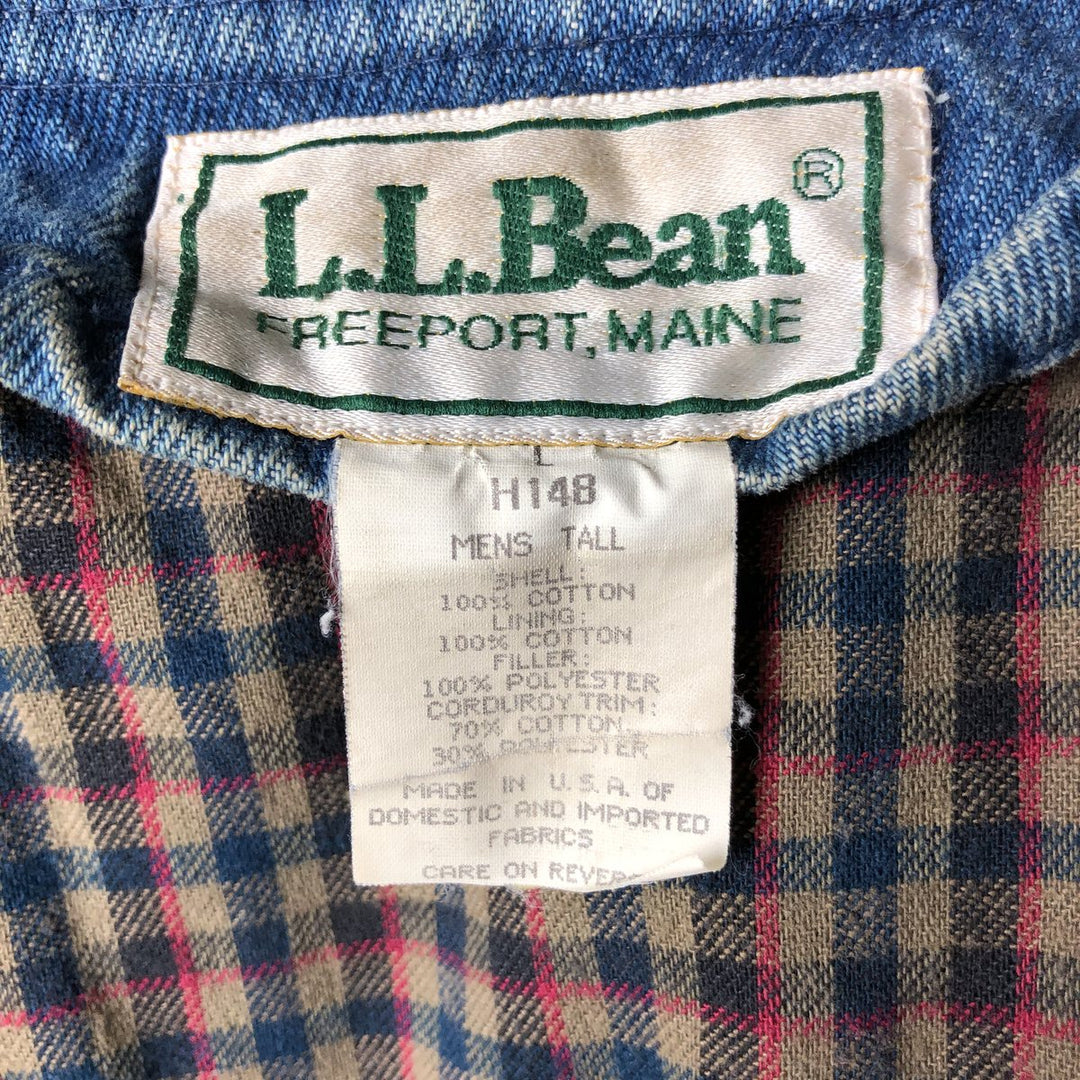 L.L.Bean®
FREEPORT, MAINE
L
H148
MENS TALL
SHELL:
100% COTTON
LINING:
100% COTTON
FILLER:
100% POLYESTER
CORDUROY TRIM:
70% COTTON
30% POLYESTER
MADE IN U.S.A. OF
DOMESTIC AND IMPORTED
FABRICS
CARE ON REVERS